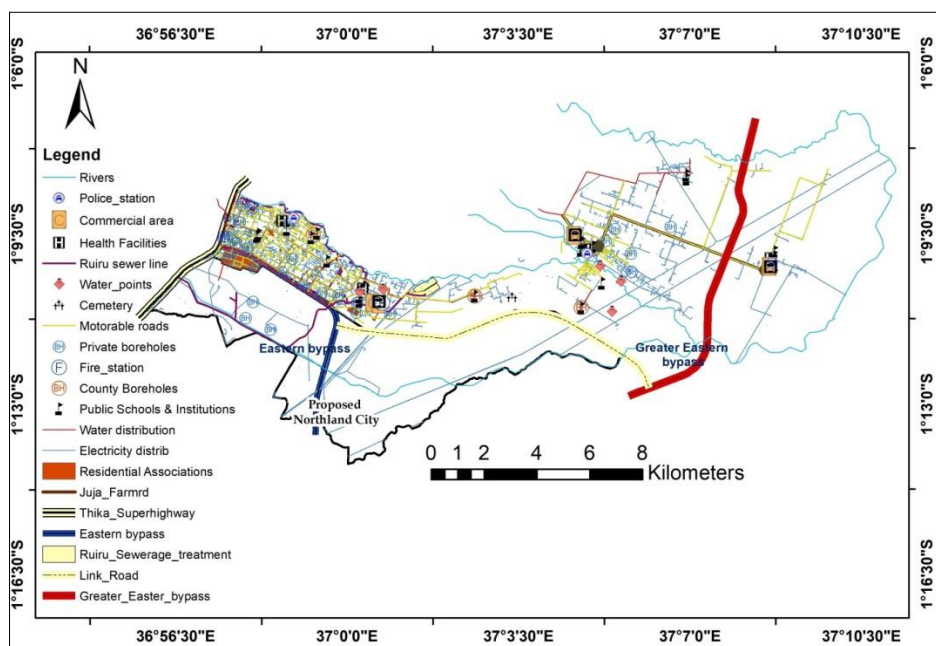 36°56'30"E 37°0'0"E 37°3'30"E 37°7'0"E 37°10'30"E
1°6'0"S
1°6'0"S
N
Legend
Rivers
Police_station
C
Commercial area
H
Health Facilities
Ruiru sewer line
Water_points
Cemetery
Motorable roads
BH
Private boreholes
F
Fire_station
BH
County Boreholes
Public Schools & Institutions
Water distribution
Electricity distrib
Residential Associations
Juja_Farmrd
Thika_Superhighway
Eastern bypass
Ruiru_Sewerage_treatment
Link_Road
Greater_Easter_bypass
1°9'30"S
1°9'30"S
Eastern bypass
Greater Eastern
bypass
Proposed
Northland City
1°13'0"S
1°13'0"S
0 1 2 4 6 8
Kilometers
1°16'30"S
1°16'30"S
36°56'30"E 37°0'0"E 37°3'30"E 37°7'0"E 37°10'30"E